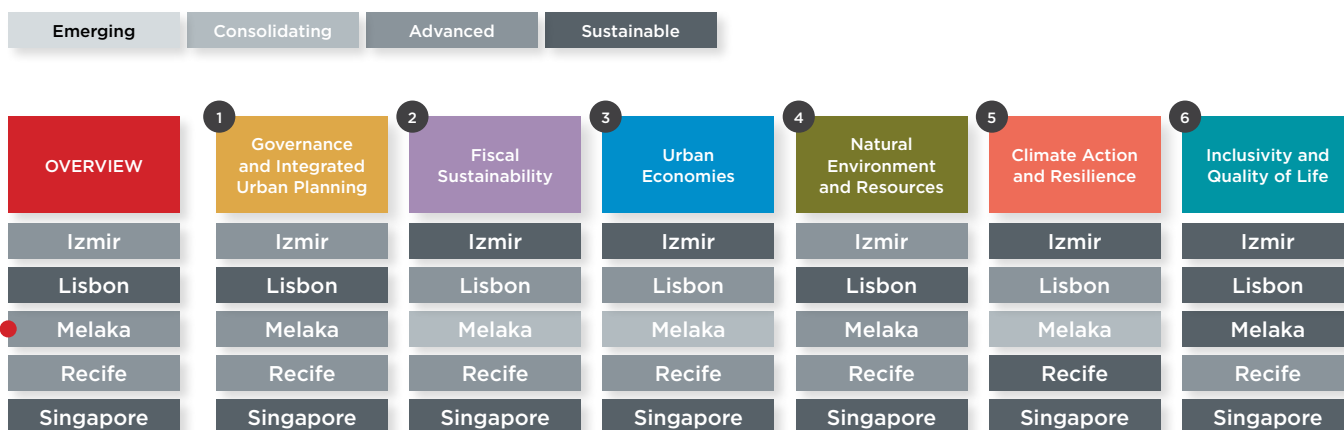 Emerging Consolidating Advanced Sustainable
1 2 3 4 5 6
OVERVIEW
Governance
and Integrated
Urban Planning
Fiscal
Sustainability
Urban
Economies
Natural
Environment
and Resources
Climate Action
and Resilience
Inclusivity and
Quality of Life
Izmir Izmir Izmir Izmir Izmir Izmir Izmir
Lisbon Lisbon Lisbon Lisbon Lisbon Lisbon Lisbon
Melaka Melaka Melaka Melaka Melaka Melaka Melaka
Recife Recife Recife Recife Recife Recife Recife
Singapore Singapore Singapore Singapore Singapore Singapore Singapore